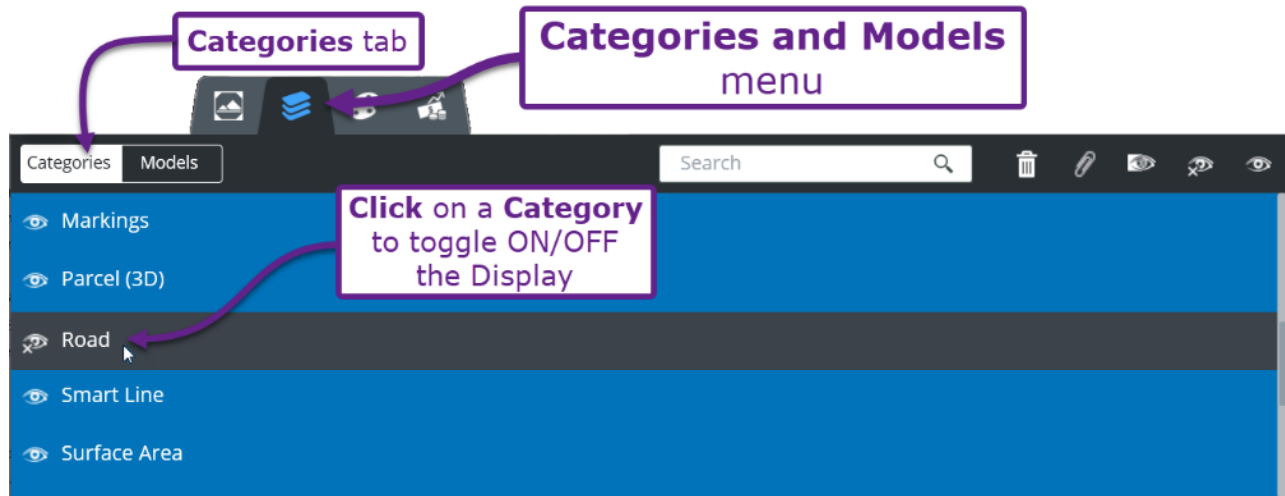 Categories tab
Categories and Models
menu
Categories
Models
Search
Markings
Click on a Category
to toggle ON/OFF
the Display
Parcel (3D)
Road
Smart Line
Surface Area